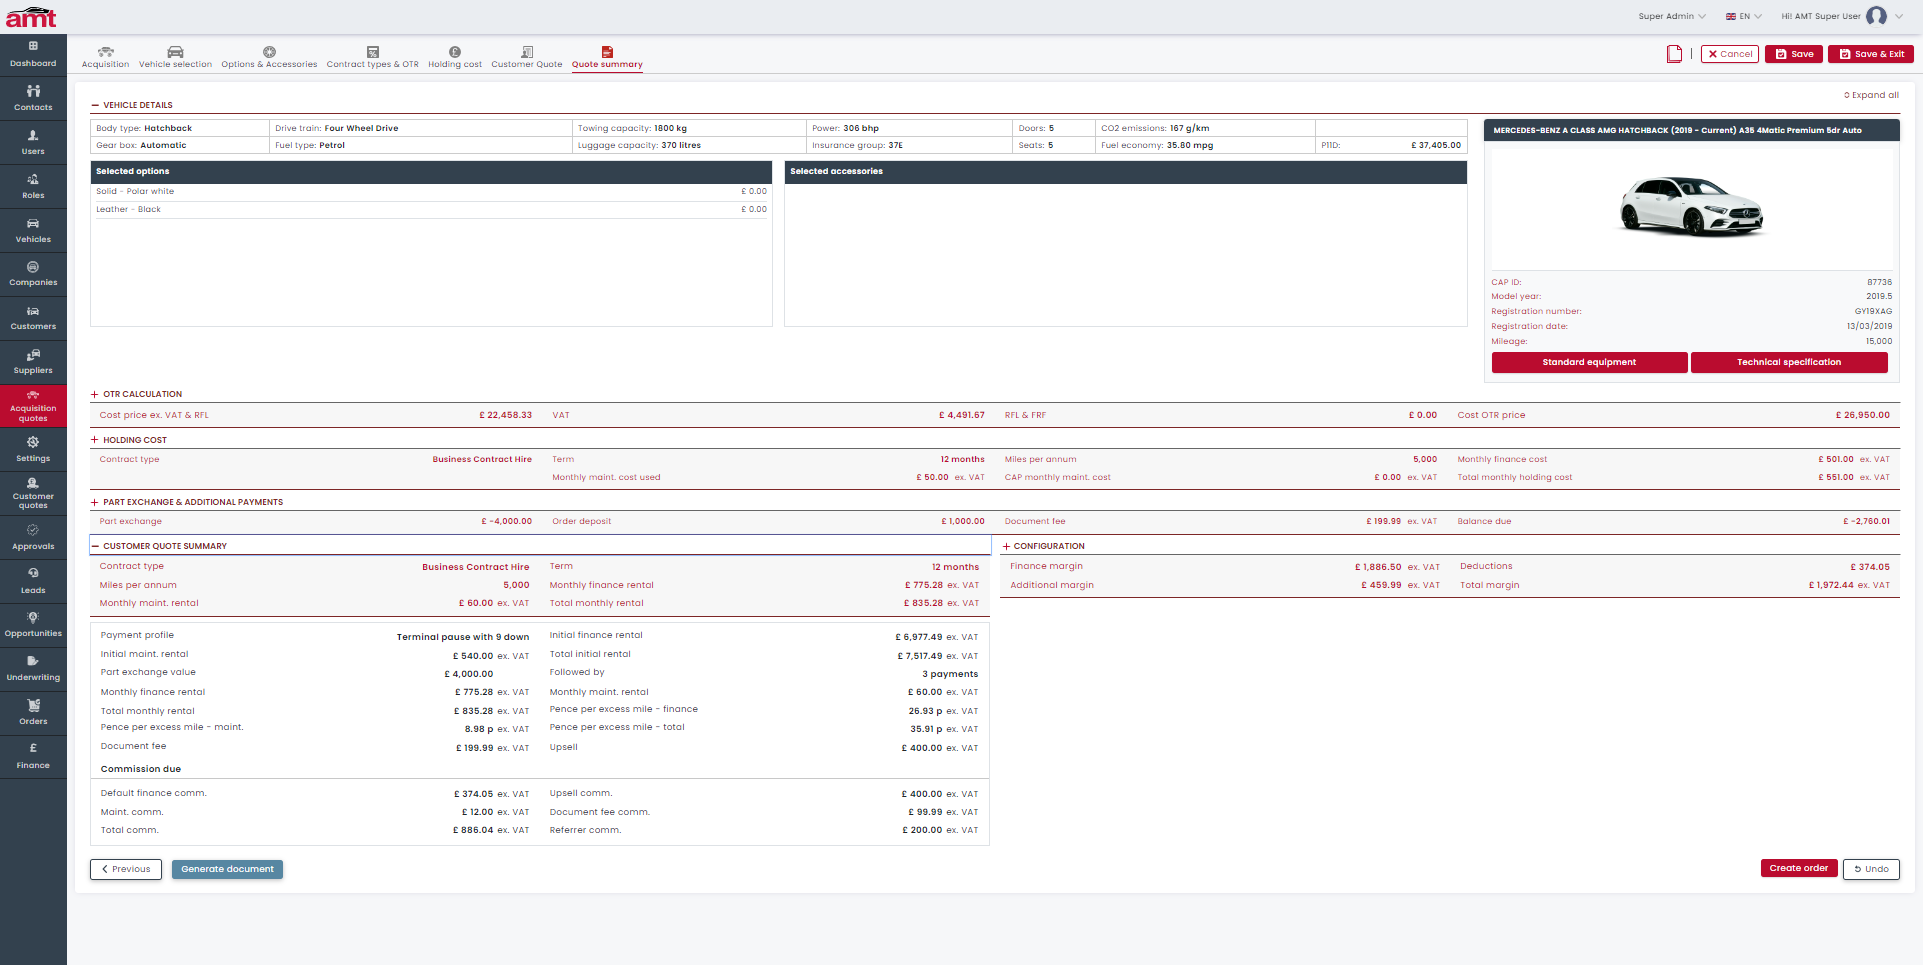 amt
Super Admin
EN
Hi! AMT Super User
Dashboard
Contacts
Users
Roles
Vehicles
Companies
Customers
Suppliers
Acquisition
quotes
Settings
Customer
quotes
Approvals
Leads
Opportunities
Underwriting
Orders
Finance
Acquisition
Vehicle selection
Options & Accessories
Contract types & OTR
Holding cost
Customer Quote
Quote summary
Cancel
Save
Save & Exit
Expand all
VEHICLE DETAILS
Body type: Hatchback
Drive train: Four Wheel Drive
Towing capacity: 1800 kg
Power: 306 bhp
Doors: 5
CO2 emissions: 167 g/km
Gear box: Automatic
Fuel type: Petrol
Luggage capacity: 370 litres
Insurance group: 37E
Seats: 5
Fuel economy: 35.80 mpg
P11D: £ 37,405.00
Selected options
Solid - Polar white £ 0.00
Leather - Black £ 0.00
Selected accessories
MERCEDES-BENZ A CLASS AMG HATCHBACK (2019 - Current) A35 4Matic Premium 5dr Auto
CAP ID: 87736
Model year: 2019.5
Registration number: GY19XAG
Registration date: 13/03/2019
Mileage: 15,000
Standard equipment
Technical specification
OTR CALCULATION
Cost price ex. VAT & RFL £ 22,458.33 VAT £ 4,491.67 RFL & FRF £ 0.00 Cost OTR price £ 26,950.00
HOLDING COST
Contract type Business Contract Hire Term 12 months Miles per annum 5,000 Monthly finance cost £ 501.00 ex. VAT
Monthly maint. cost used £ 50.00 ex. VAT CAP monthly maint. cost £ 0.00 ex. VAT Total monthly holding cost £ 551.00 ex. VAT
PART EXCHANGE & ADDITIONAL PAYMENTS
Part exchange £ -4,000.00 Order deposit £ 1,000.00 Document fee £ 199.99 ex. VAT Balance due £ -2,760.01
CUSTOMER QUOTE SUMMARY
Contract type Business Contract Hire Term 12 months
Miles per annum 5,000 Monthly finance rental £ 775.28 ex. VAT
Monthly maint. rental £ 60.00 ex. VAT Total monthly rental £ 835.28 ex. VAT
CONFIGURATION
Finance margin £ 1,886.50 ex. VAT Deductions £ 374.05
Additional margin £ 459.99 ex. VAT Total margin £ 1,972.44 ex. VAT
Payment profile Terminal pause with 9 down Initial finance rental £ 6,977.49 ex. VAT
Initial maint. rental £ 540.00 ex. VAT Total initial rental £ 7,517.49 ex. VAT
Part exchange value £ 4,000.00 Followed by 3 payments
Monthly finance rental £ 775.28 ex. VAT Monthly maint. rental £ 60.00 ex. VAT
Total monthly rental £ 835.28 ex. VAT Pence per excess mile - finance 26.93 p ex. VAT
Pence per excess mile - maint. 8.98 p ex. VAT Pence per excess mile - total 35.91 p ex. VAT
Document fee £ 199.99 ex. VAT Upsell £ 400.00 ex. VAT
Commission due
Default finance comm. £ 374.05 ex. VAT Upsell comm. £ 400.00 ex. VAT
Maint. comm. £ 12.00 ex. VAT Document fee comm. £ 99.99 ex. VAT
Total comm. £ 886.04 ex. VAT Referrer comm. £ 200.00 ex. VAT
Previous
Generate document
Create order
Undo